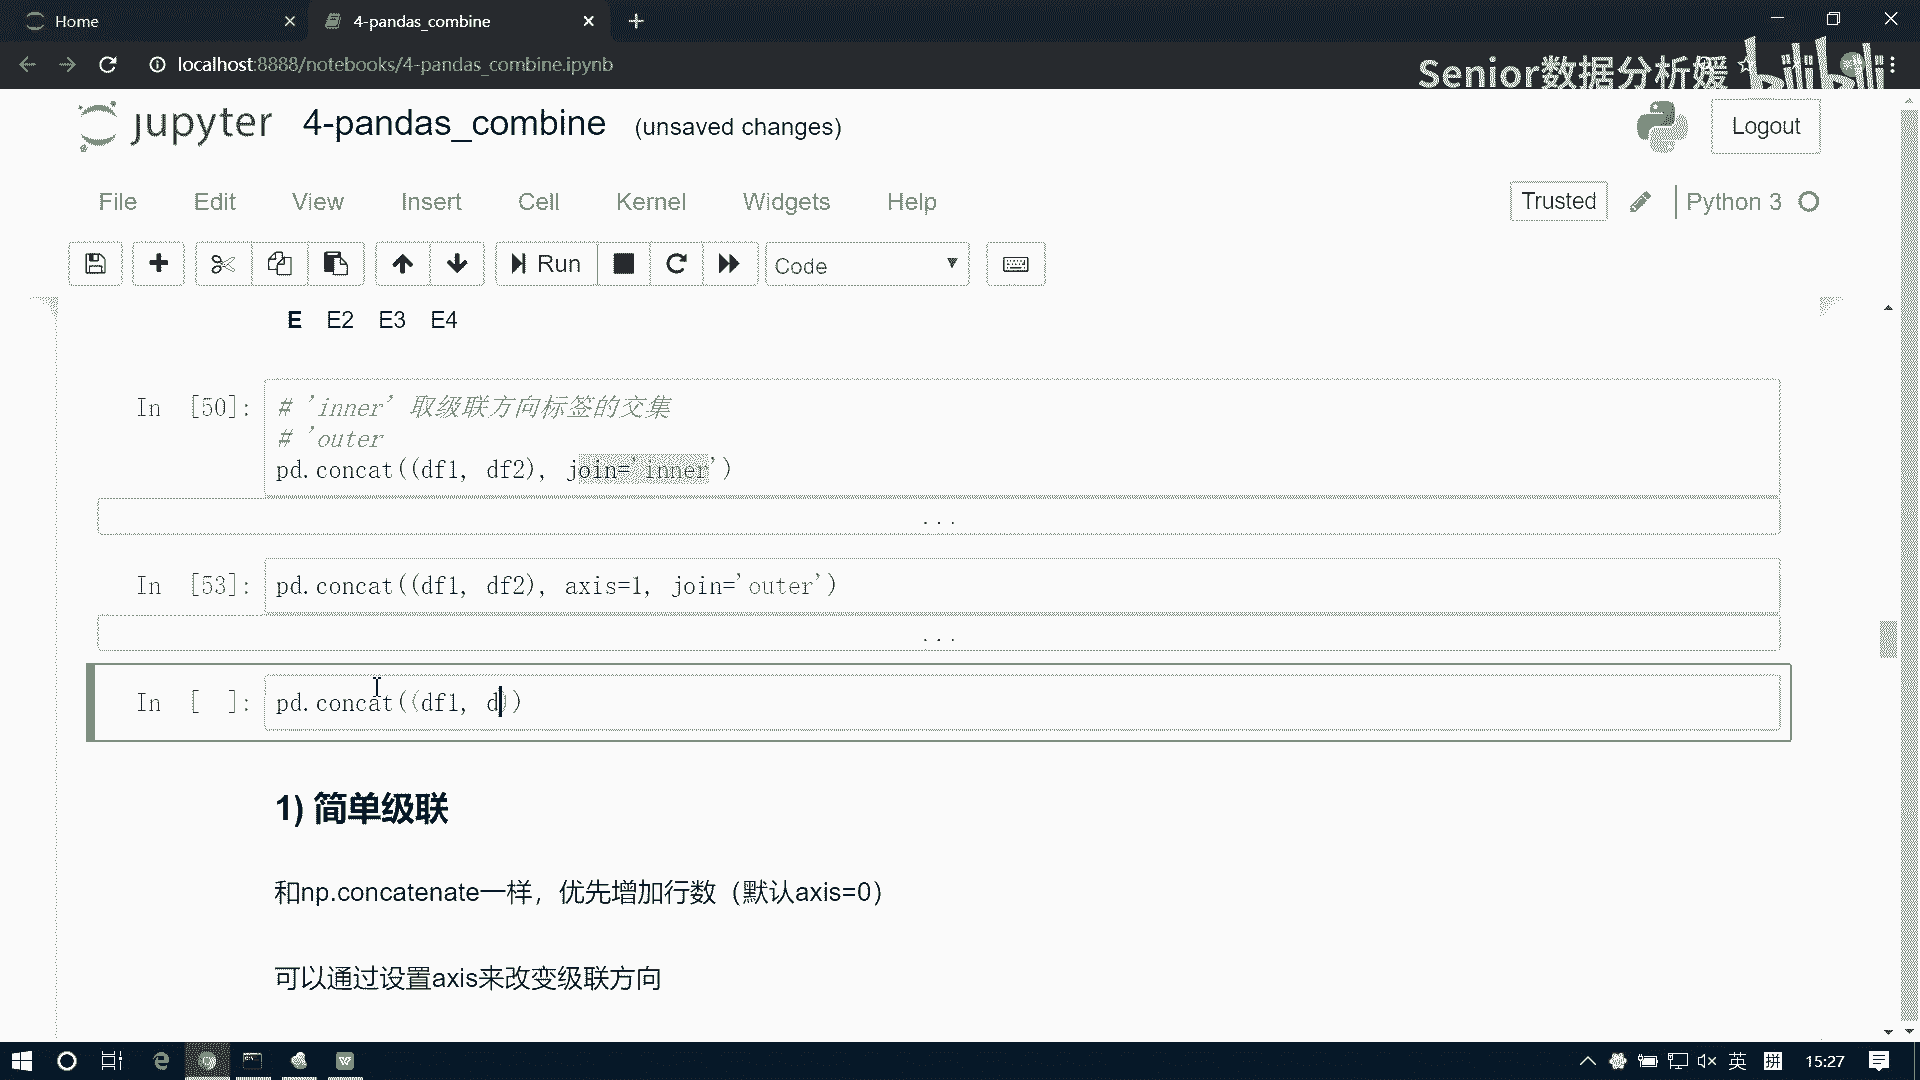 Home
4-pandas_combine
localhost:8888/notebooks/4-pandas_combine.ipynb
Senior数据分析媛 bilibili
jupyter 4-pandas_combine (unsaved changes)
Logout
File Edit View Insert Cell Kernel Widgets Help
Trusted Python 3
Run Code
E E2 E3 E4
In [50]: # 'inner' 取级联方向标签的交集
# 'outer
pd.concat((df1, df2), join='inner')
...
In [53]: pd.concat((df1, df2), axis=1, join='outer')
...
In [ ]: pd.concat((df1, d))
1) 简单级联
和np.concatenate一样，优先增加行数（默认axis=0）
可以通过设置axis来改变级联方向
英 拼 15:27